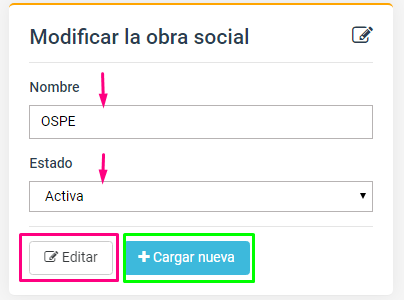 Modificar la obra social
Nombre
OSPE
Estado
Activa
Editar
Cargar nueva